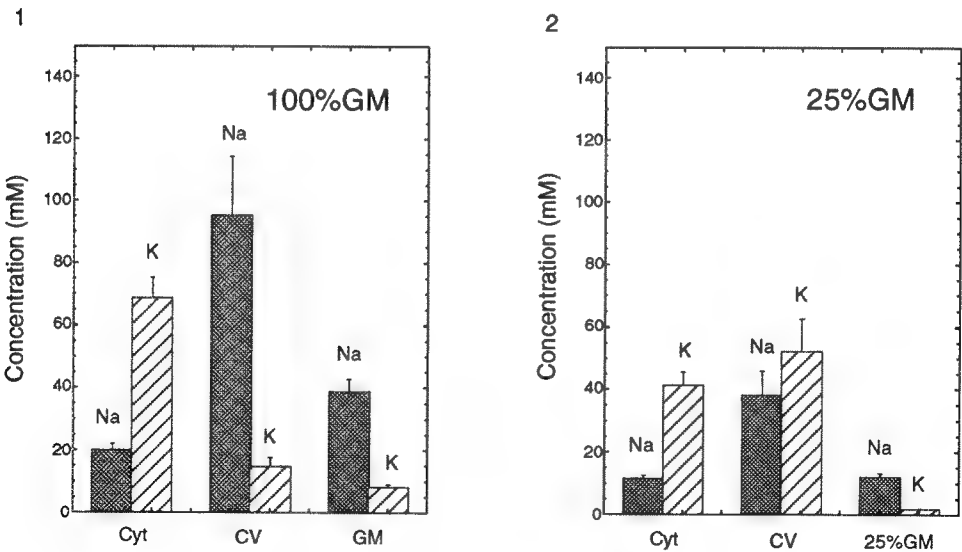 1
100%GM
Concentration (mM)
140
120
100
80
60
40
20
0
Na
K
Na
K
Na
K
Cyt
CV
GM
2
25%GM
Concentration (mM)
140
120
100
80
60
40
20
0
Na
K
Na
K
Na
K
Cyt
CV
25%GM